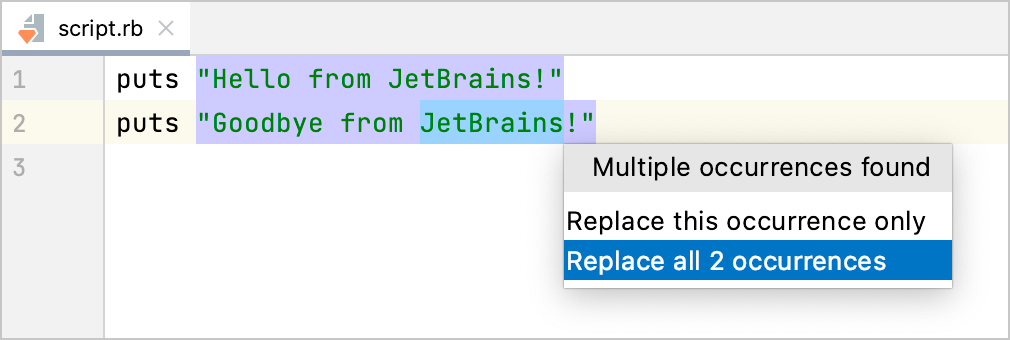 script.rb
1 puts "Hello from JetBrains!"
2 puts "Goodbye from JetBrains!"
3
Multiple occurrences found
Replace this occurrence only
Replace all 2 occurrences